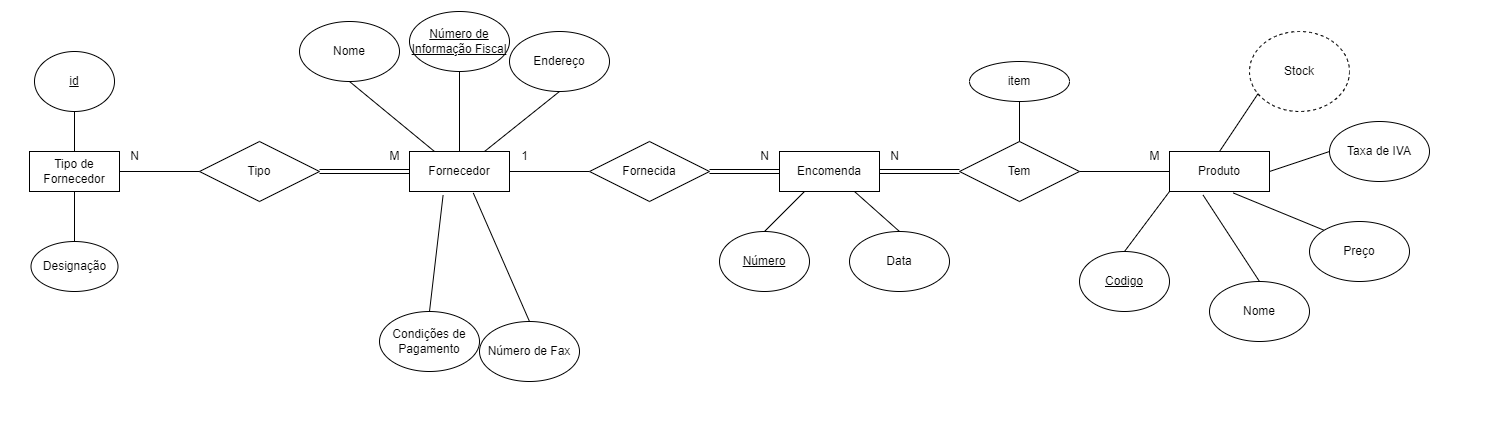 Número de
Informação Fiscal
Nome
Endereço
id
item
Stock
Taxa de IVA
N
M
1
N
N
M
Tipo de
Fornecedor
Tipo
Fornecedor
Fornecida
Encomenda
Tem
Produto
Designação
Número
Data
Codigo
Nome
Preço
Condições de
Pagamento
Número de Fax